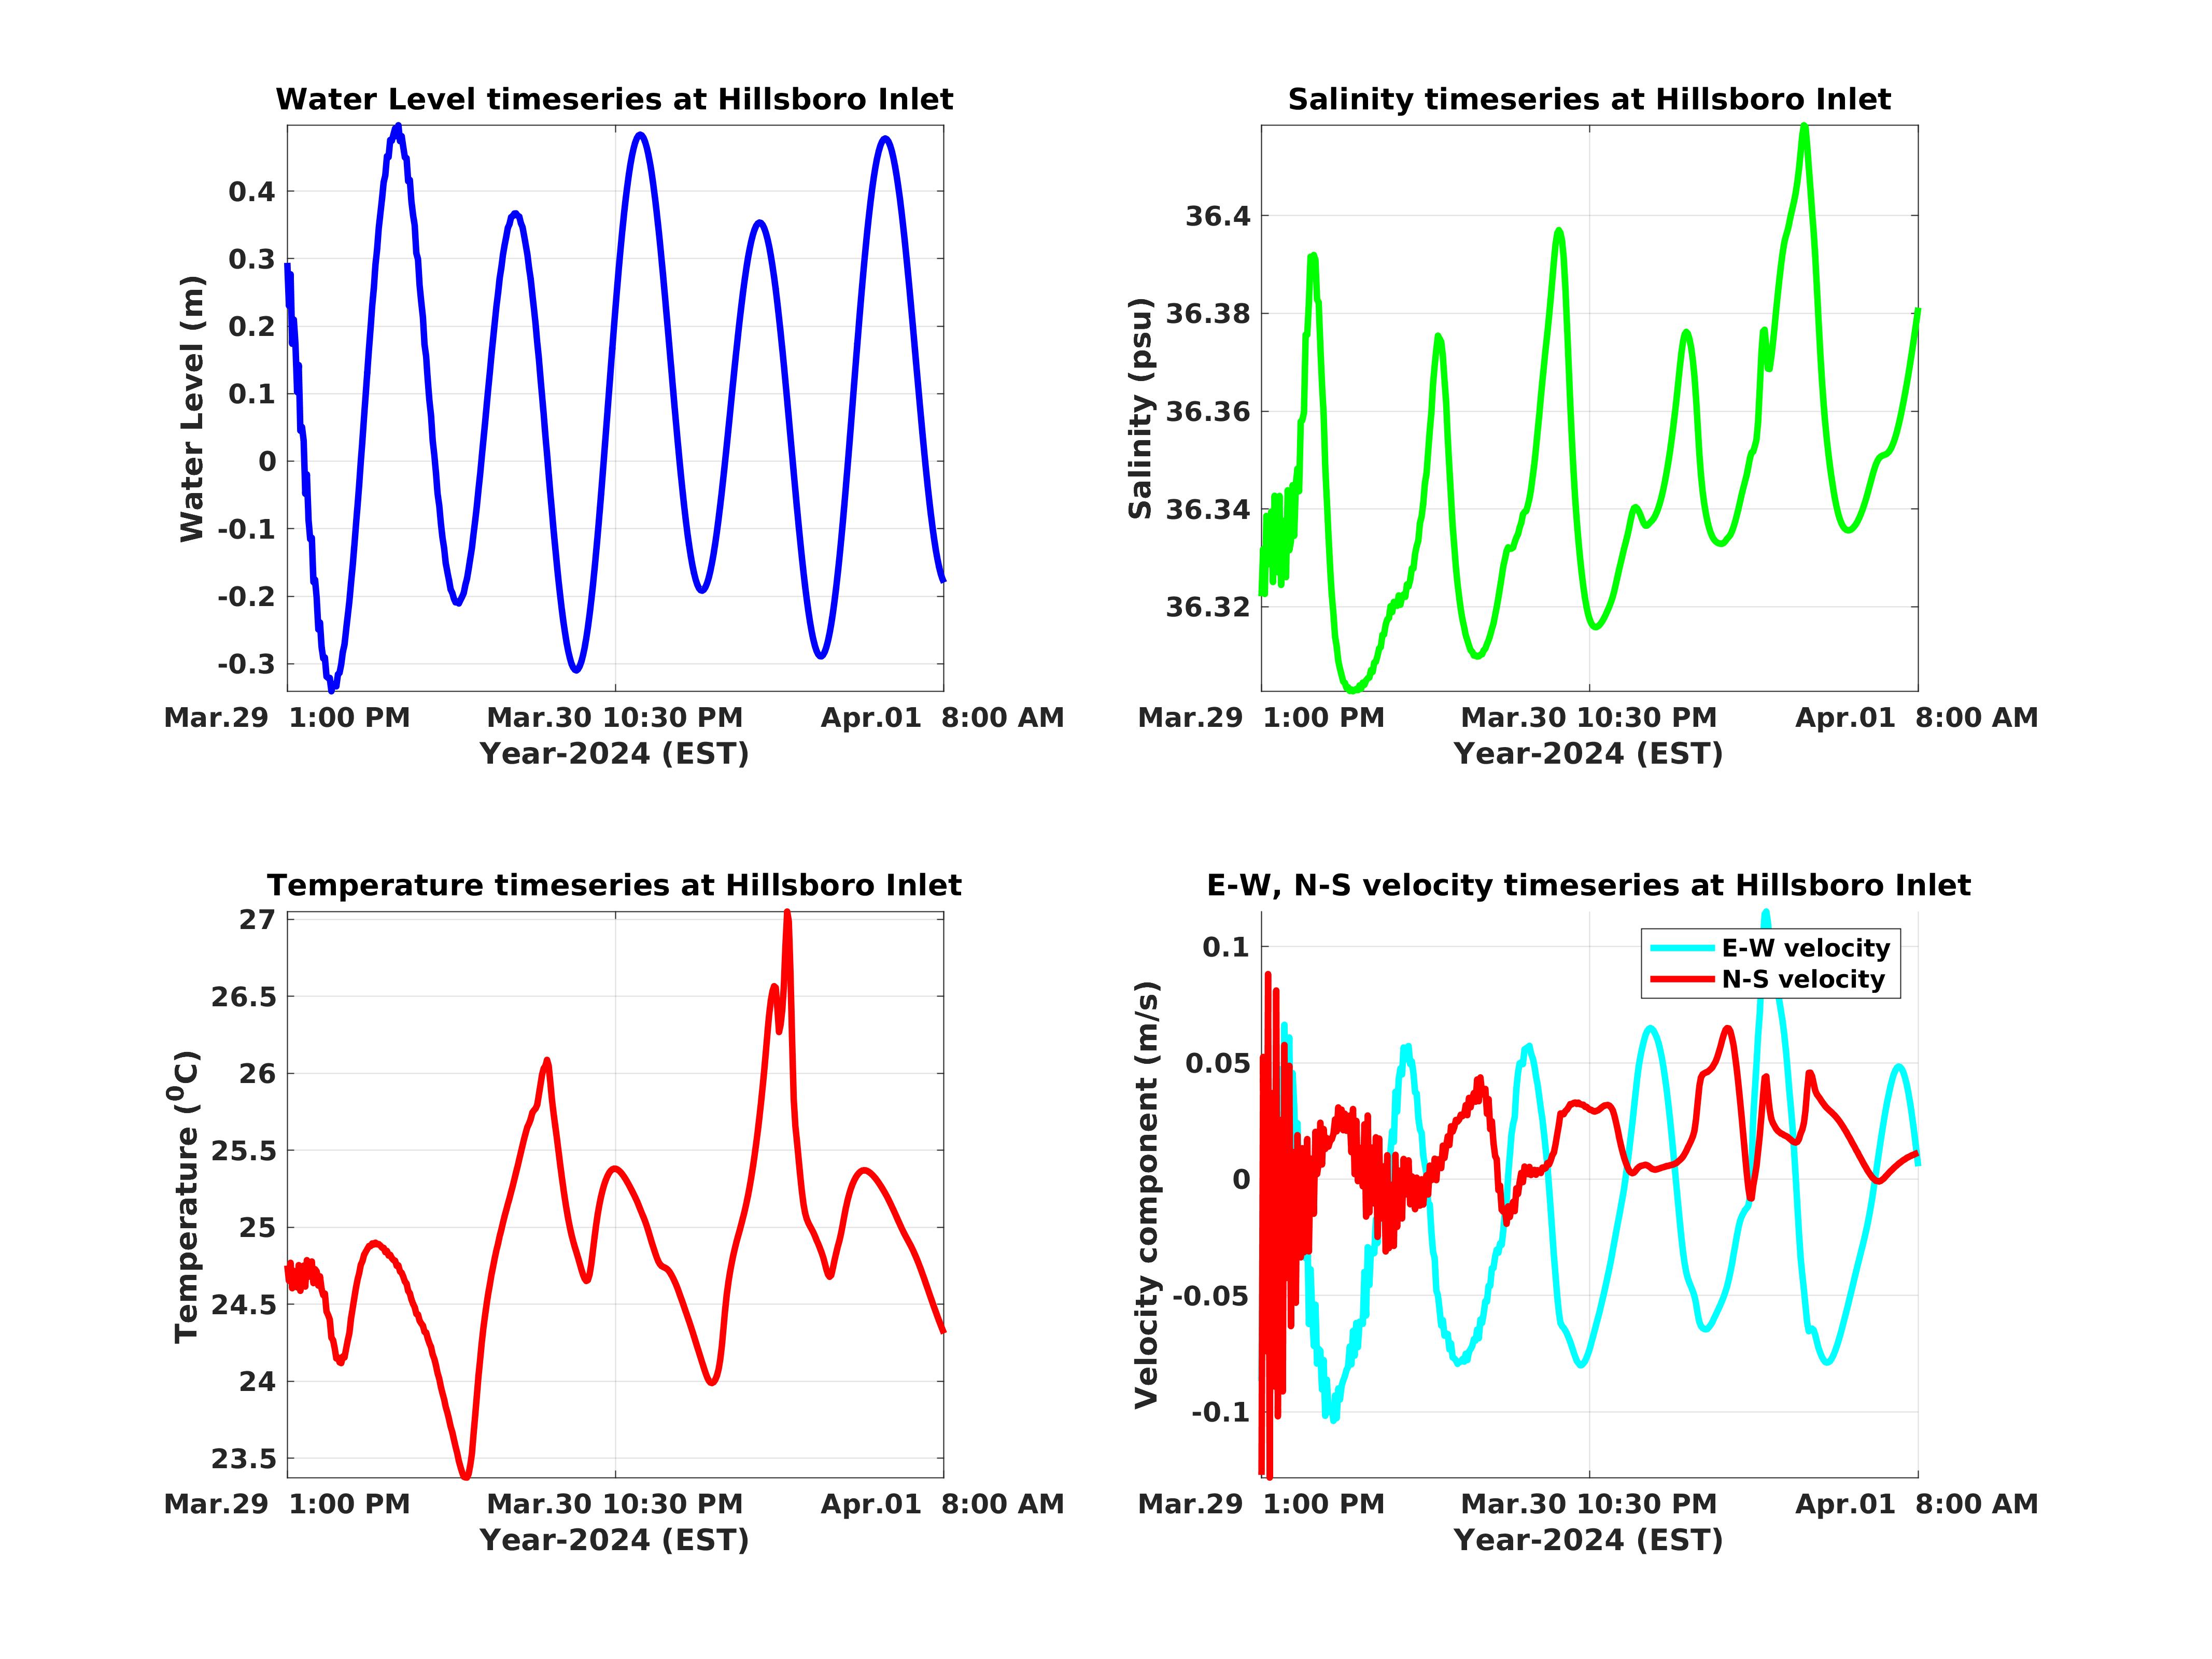 Water Level timeseries at Hillsboro Inlet
Water Level (m)
0.4
0.3
0.2
0.1
0
-0.1
-0.2
-0.3
Mar.29 1:00 PM Mar.30 10:30 PM Apr.01 8:00 AM
Year-2024 (EST)
Salinity timeseries at Hillsboro Inlet
Salinity (psu)
36.4
36.38
36.36
36.34
36.32
Mar.29 1:00 PM Mar.30 10:30 PM Apr.01 8:00 AM
Year-2024 (EST)
Temperature timeseries at Hillsboro Inlet
Temperature (⁰C)
27
26.5
26
25.5
25
24.5
24
23.5
Mar.29 1:00 PM Mar.30 10:30 PM Apr.01 8:00 AM
Year-2024 (EST)
E-W, N-S velocity timeseries at Hillsboro Inlet
Velocity component (m/s)
0.1
0.05
0
-0.05
-0.1
E-W velocity
N-S velocity
Mar.29 1:00 PM Mar.30 10:30 PM Apr.01 8:00 AM
Year-2024 (EST)